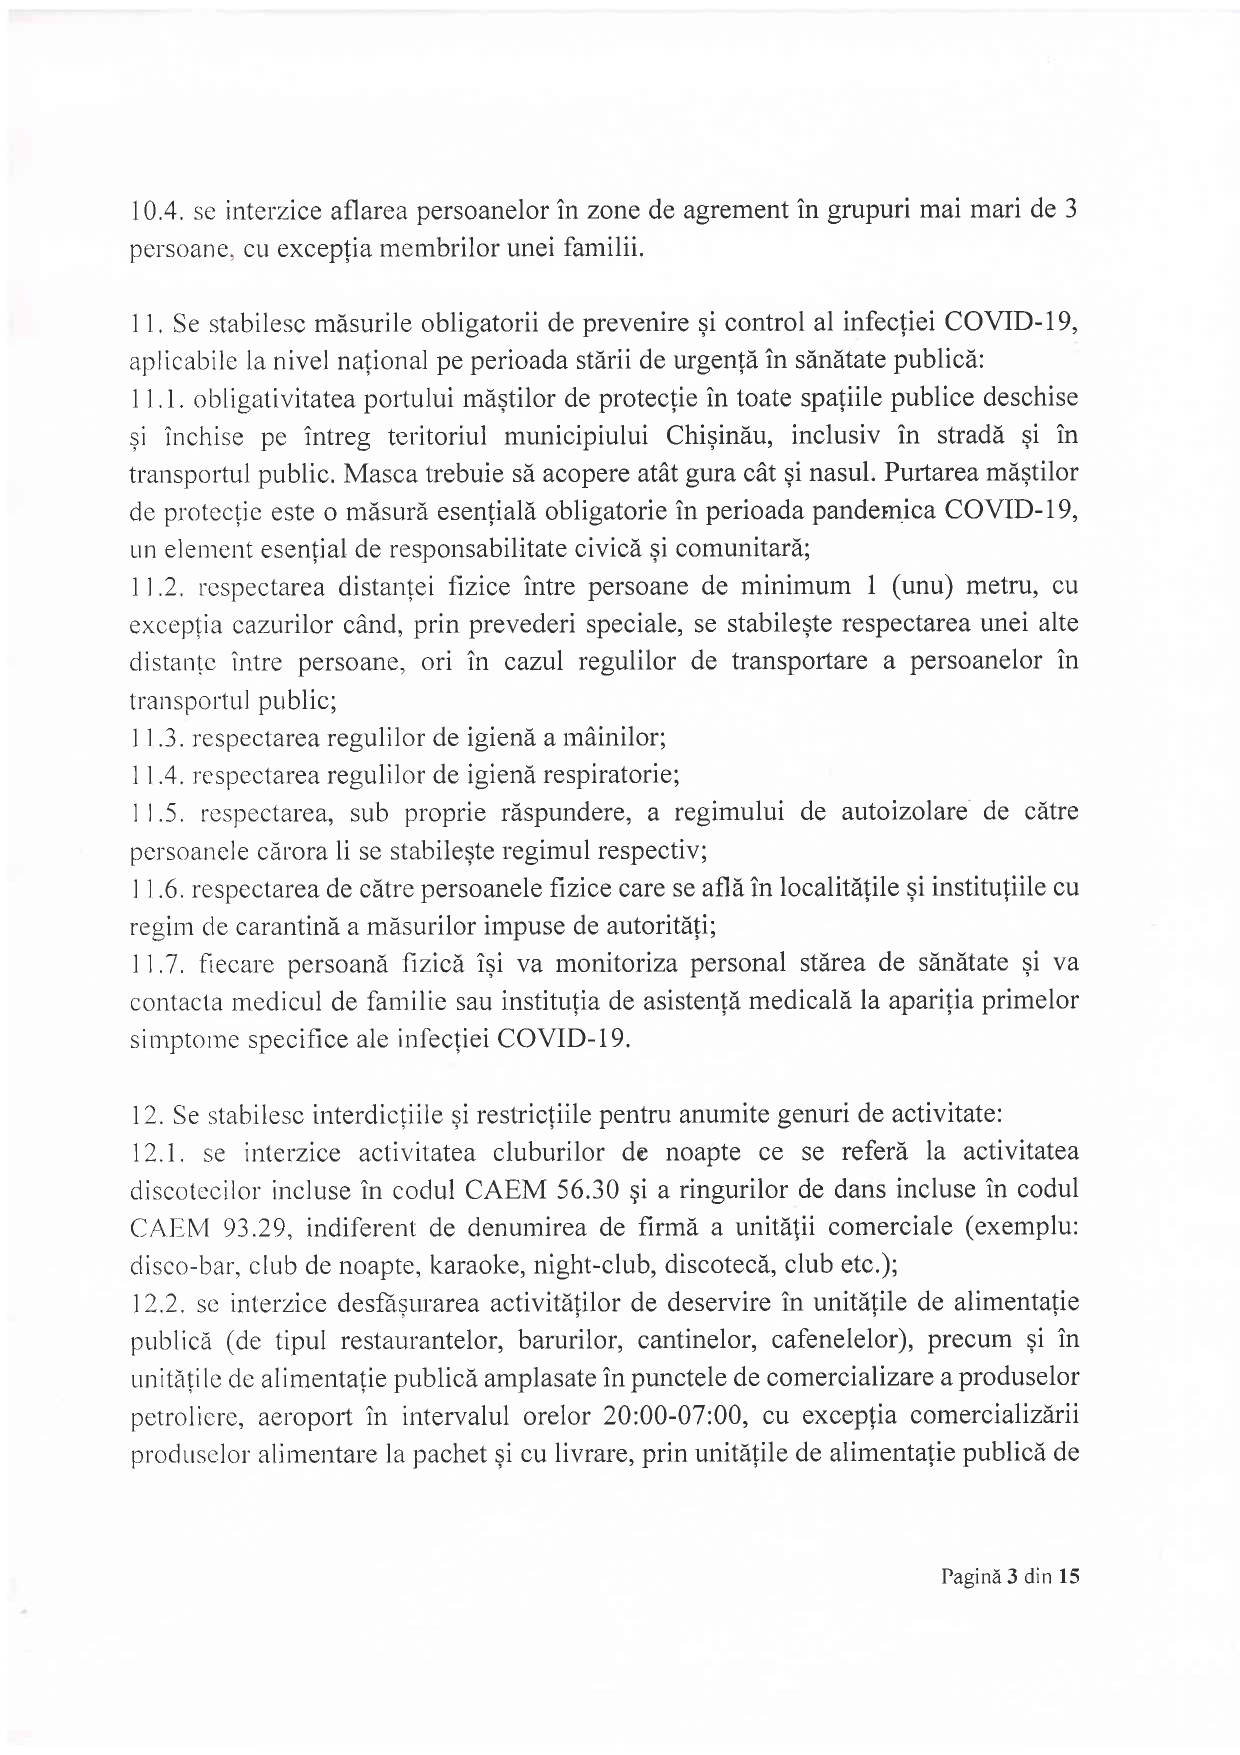 10.4. se interzice aflarea persoanelor în zone de agrement în grupuri mai mari de 3
persoane, cu excepția membrilor unei familii.
11. Se stabilesc măsurile obligatorii de prevenire și control al infecției COVID-19,
aplicabile la nivel național pe perioada stării de urgență în sănătate publică:
11.1. obligativitatea portului măștilor de protecție în toate spațiile publice deschise
și închise pe întreg teritoriul municipiului Chișinău, inclusiv în stradă și în
transportul public. Masca trebuie să acopere atât gura cât și nasul. Purtarea măștilor
de protecție este o măsură esențială obligatorie în perioada pandemica COVID-19,
un element esențial de responsabilitate civică și comunitară;
11.2. respectarea distanței fizice între persoane de minimum 1 (unu) metru, cu
excepția cazurilor când, prin prevederi speciale, se stabilește respectarea unei alte
distanțe între persoane, ori în cazul regulilor de transportare a persoanelor în
transportul public;
11.3. respectarea regulilor de igienă a mâinilor;
11.4. respectarea regulilor de igienă respiratorie;
11.5. respectarea, sub proprie răspundere, a regimului de autoizolare de către
persoanele cărora li se stabilește regimul respectiv;
11.6. respectarea de către persoanele fizice care se află în localitățile și instituțiile cu
regim de carantină a măsurilor impuse de autorități;
11.7. fiecare persoană fizică își va monitoriza personal stărea de sănătate și va
contacta medicul de familie sau instituția de asistență medicală la apariția primelor
simptome specifice ale infecției COVID-19.
12. Se stabilesc interdicțiile și restricțiile pentru anumite genuri de activitate:
12.1. se interzice activitatea cluburilor de noapte ce se referă la activitatea
discotecilor incluse în codul CAEM 56.30 şi a ringurilor de dans incluse în codul
CAEM 93.29, indiferent de denumirea de firmă a unităţii comerciale (exemplu:
disco-bar, club de noapte, karaoke, night-club, discotecă, club etc.);
12.2. se interzice desfășurarea activităților de deservire în unitățile de alimentație
publică (de tipul restaurantelor, barurilor, cantinelor, cafenelelor), precum și în
unitățile de alimentație publică amplasate în punctele de comercializare a produselor
petroliere, aeroport în intervalul orelor 20:00-07:00, cu excepția comercializării
produselor alimentare la pachet și cu livrare, prin unitățile de alimentație publică de
Pagină 3 din 15